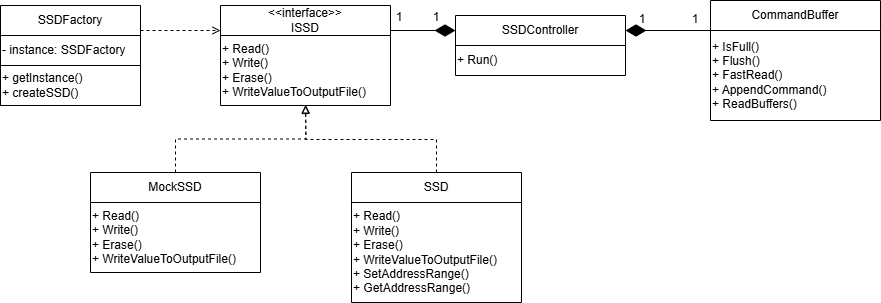 SSDFactory
- instance: SSDFactory
+ getInstance()
+ createSSD()
<<interface>>
ISSD
+ Read()
+ Write()
+ Erase()
+ WriteValueToOutputFile()
1
1
SSDController
+ Run()
1
1
CommandBuffer
+ IsFull()
+ Flush()
+ FastRead()
+ AppendCommand()
+ ReadBuffers()
MockSSD
+ Read()
+ Write()
+ Erase()
+ WriteValueToOutputFile()
SSD
+ Read()
+ Write()
+ Erase()
+ WriteValueToOutputFile()
+ SetAddressRange()
+ GetAddressRange()